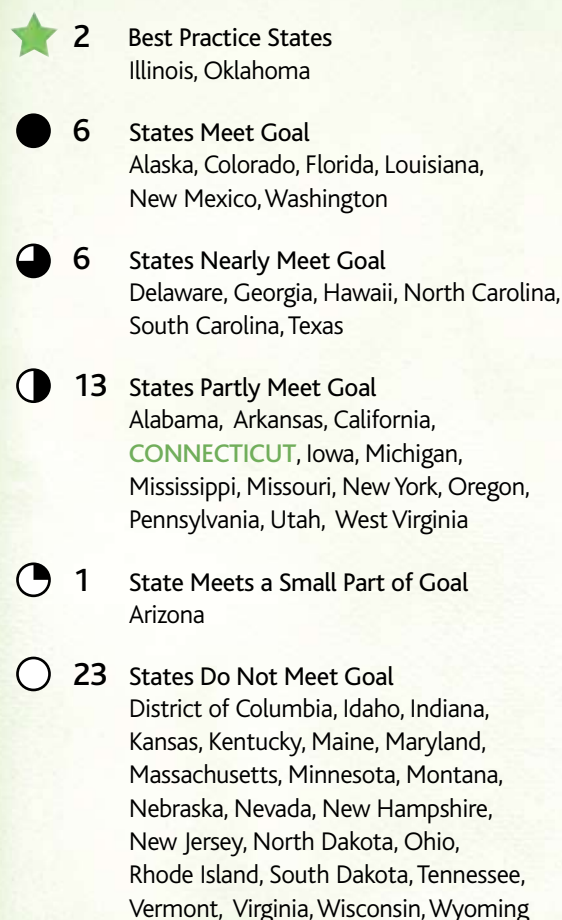 2 Best Practice States
Illinois, Oklahoma
6 States Meet Goal
Alaska, Colorado, Florida, Louisiana,
New Mexico, Washington
6 States Nearly Meet Goal
Delaware, Georgia, Hawaii, North Carolina,
South Carolina, Texas
13 States Partly Meet Goal
Alabama, Arkansas, California,
CONNECTICUT, Iowa, Michigan,
Mississippi, Missouri, New York, Oregon,
Pennsylvania, Utah, West Virginia
1 State Meets a Small Part of Goal
Arizona
23 States Do Not Meet Goal
District of Columbia, Idaho, Indiana,
Kansas, Kentucky, Maine, Maryland,
Massachusetts, Minnesota, Montana,
Nebraska, Nevada, New Hampshire,
New Jersey, North Dakota, Ohio,
Rhode Island, South Dakota, Tennessee,
Vermont, Virginia, Wisconsin, Wyoming